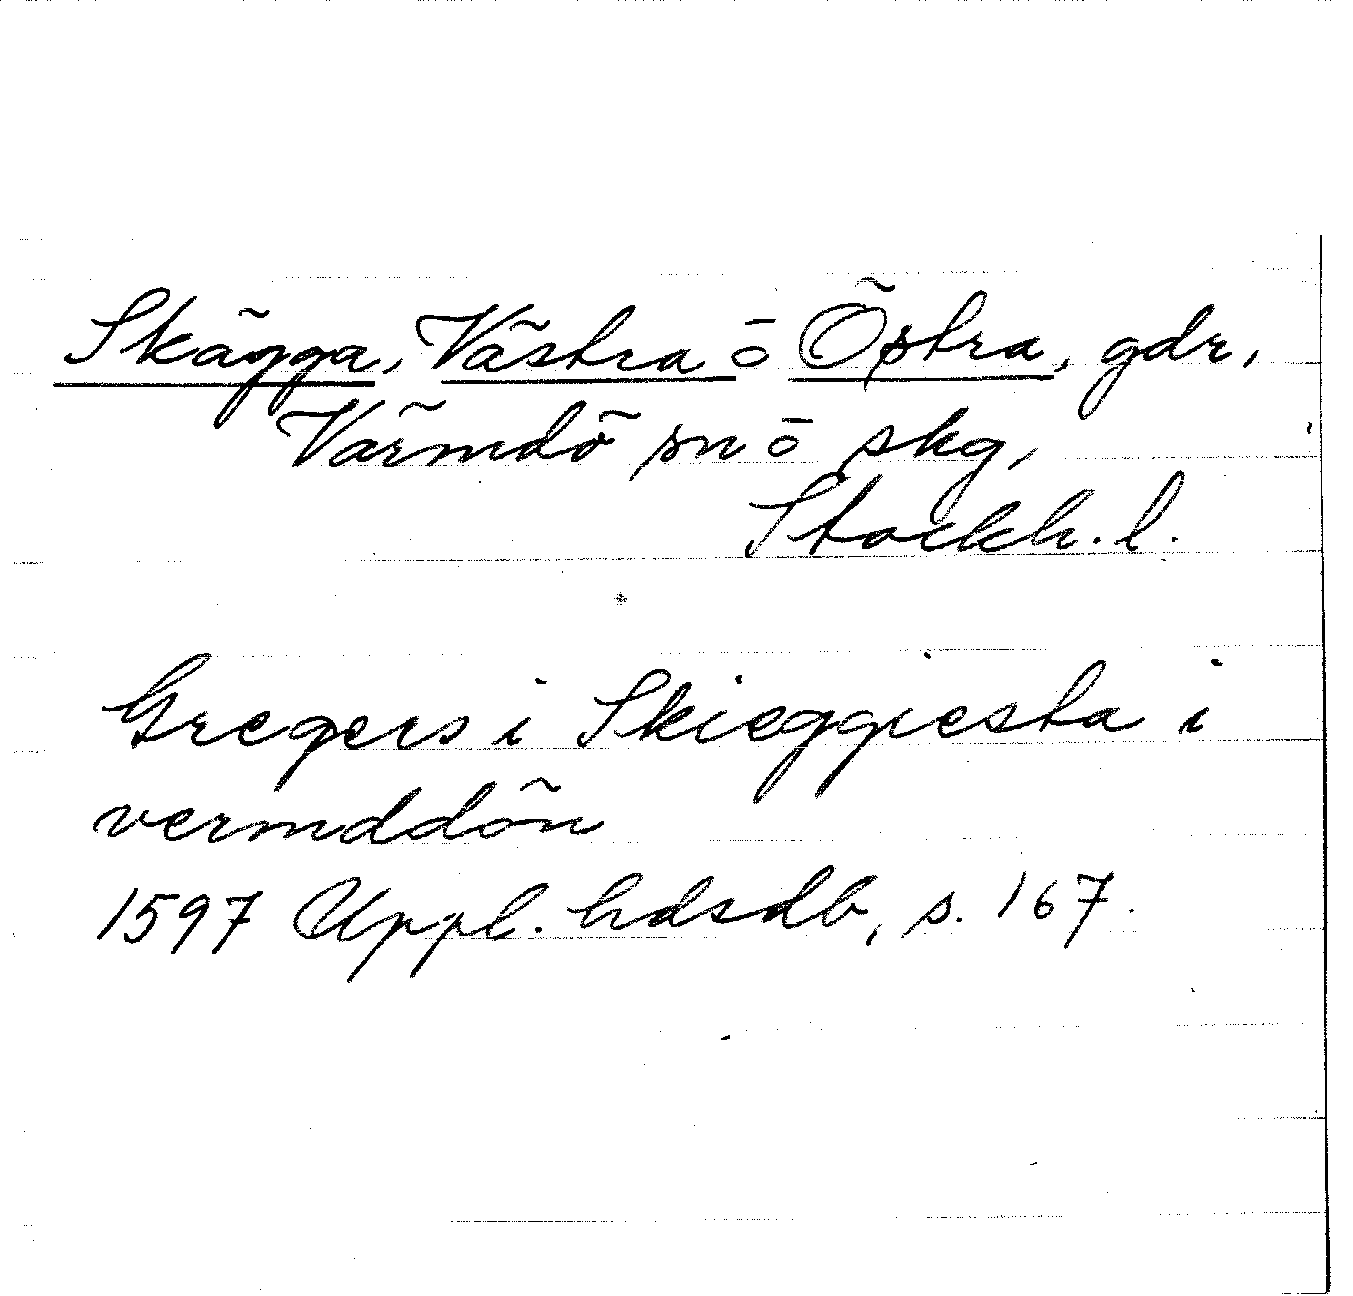 Skägga, Västra o Östra, gdr,
Värmdö sn o skg,
Stockh. l.
Gregers i Skieggiesta i
vermddön
1597 Uppl. hdsdb, s. 167.